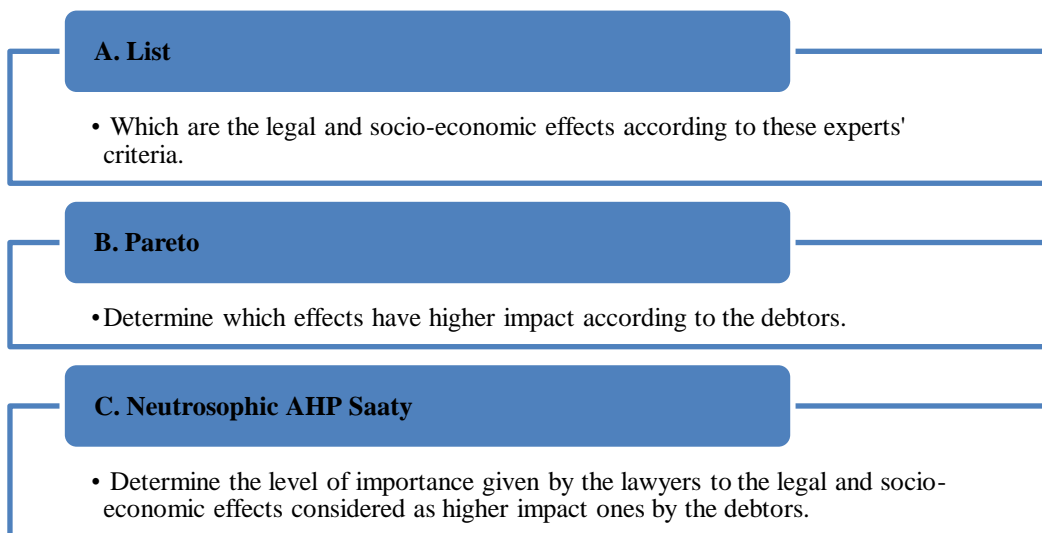 A. List
• Which are the legal and socio-economic effects according to these experts'
criteria.
B. Pareto
•Determine which effects have higher impact according to the debtors.
C. Neutrosophic AHP Saaty
• Determine the level of importance given by the lawyers to the legal and socio-
economic effects considered as higher impact ones by the debtors.